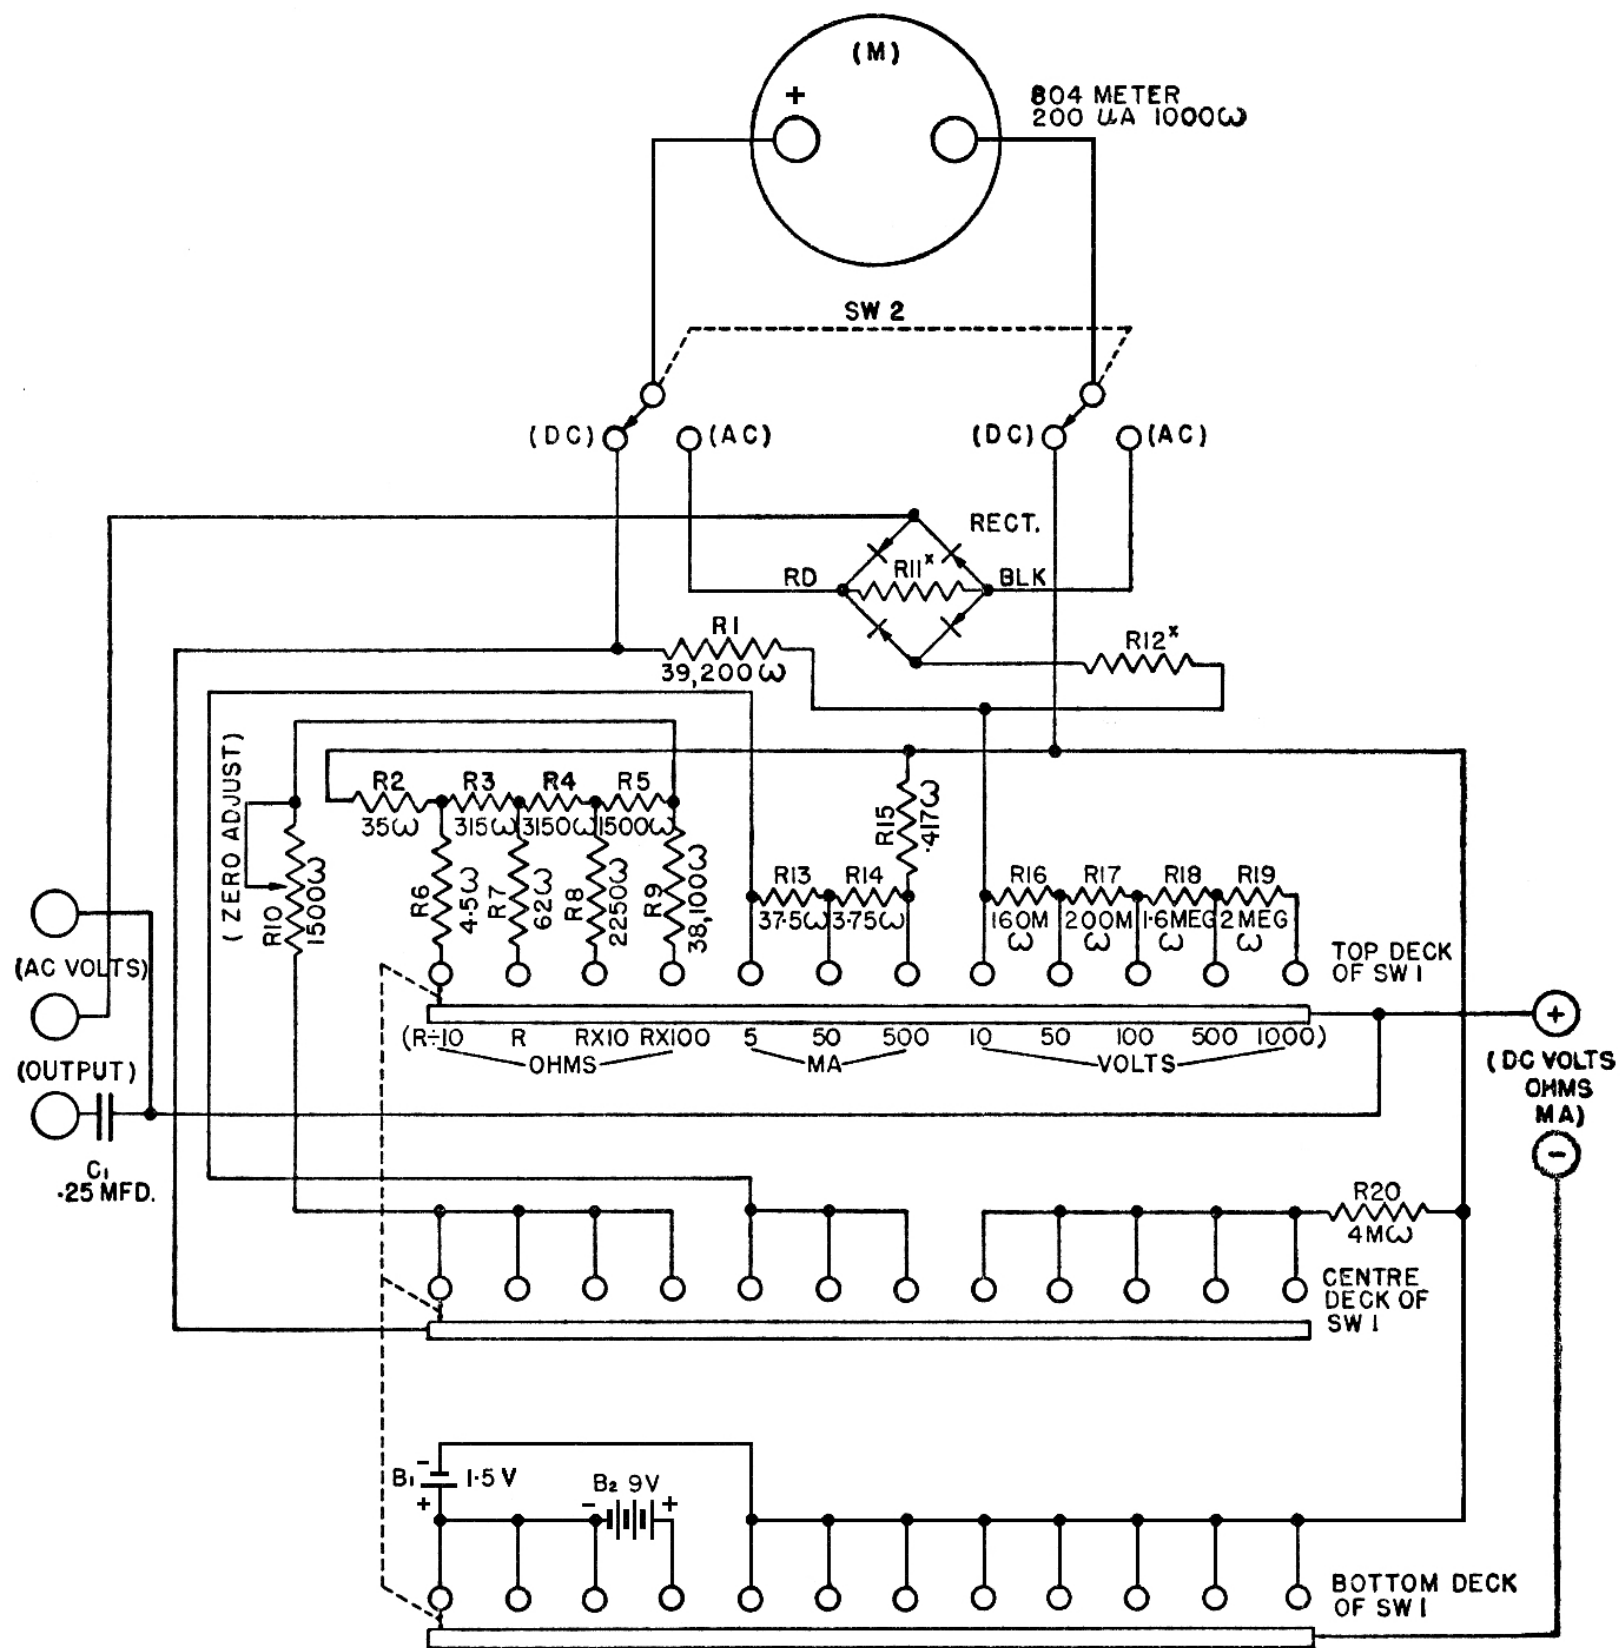 (M)
+
804 METER
200 UA 1000ω
SW 2
(DC)
(AC)
(DC)
(AC)
RECT.
RD
R11*
BLK
R1
39,200ω
R12*
(ZERO ADJUST)
R10
1500ω
R2
35ω
R3
315ω
R4
3150ω
R5
1500ω
R6
4.5ω
R7
62ω
R8
2250ω
R9
38,100ω
R13
37.5ω
R14
3.75ω
R15
.417ω
R16
160M
ω
R17
200M
ω
R18
1.6MEG
ω
R19
2MEG
ω
TOP DECK
OF SW 1
(AC VOLTS)
(OUTPUT)
C1
.25 MFD.
(R÷10 R RX10 RX100 5 50 500 10 50 100 500 1000)
OHMS MA VOLTS
+
(DC VOLTS
OHMS
MA)
-
R20
4Mω
CENTRE
DECK OF
SW 1
B1 - 1.5 V
+
B2 9V
- +
BOTTOM DECK
OF SW 1